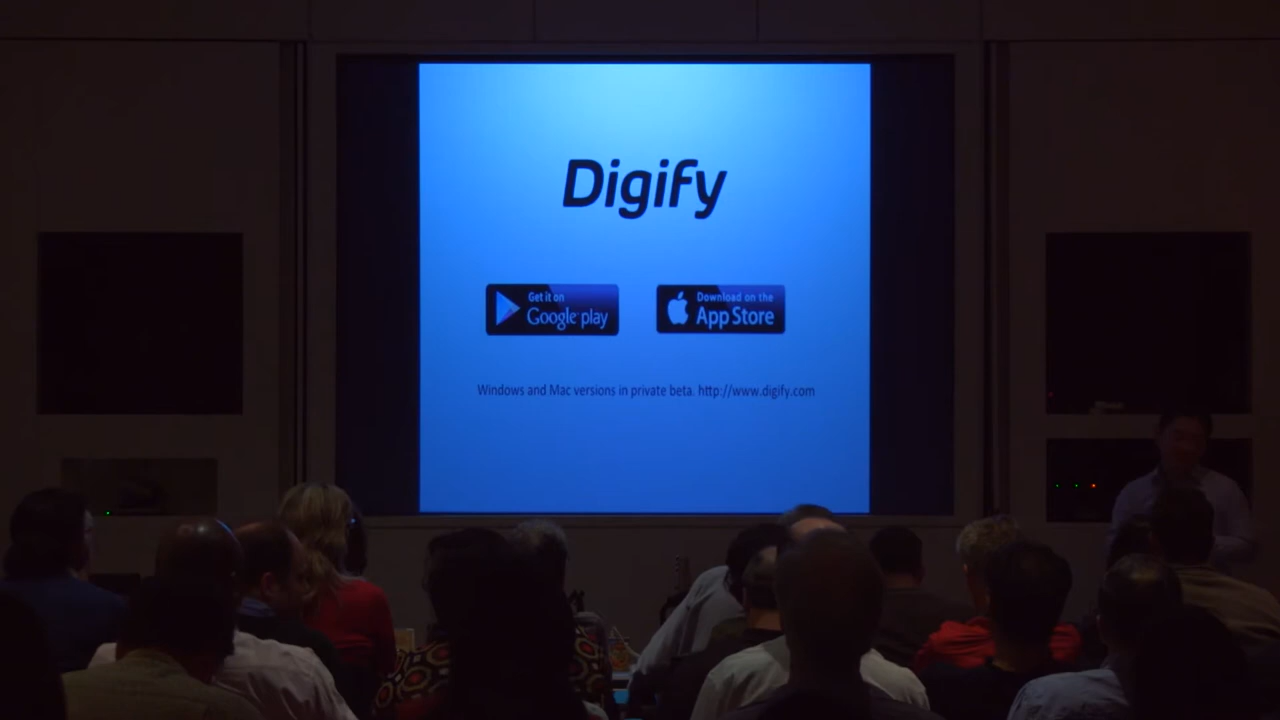 Digify
Get it on
Google play
Download on the
App Store
Windows and Mac versions in private beta. http://www.digify.com